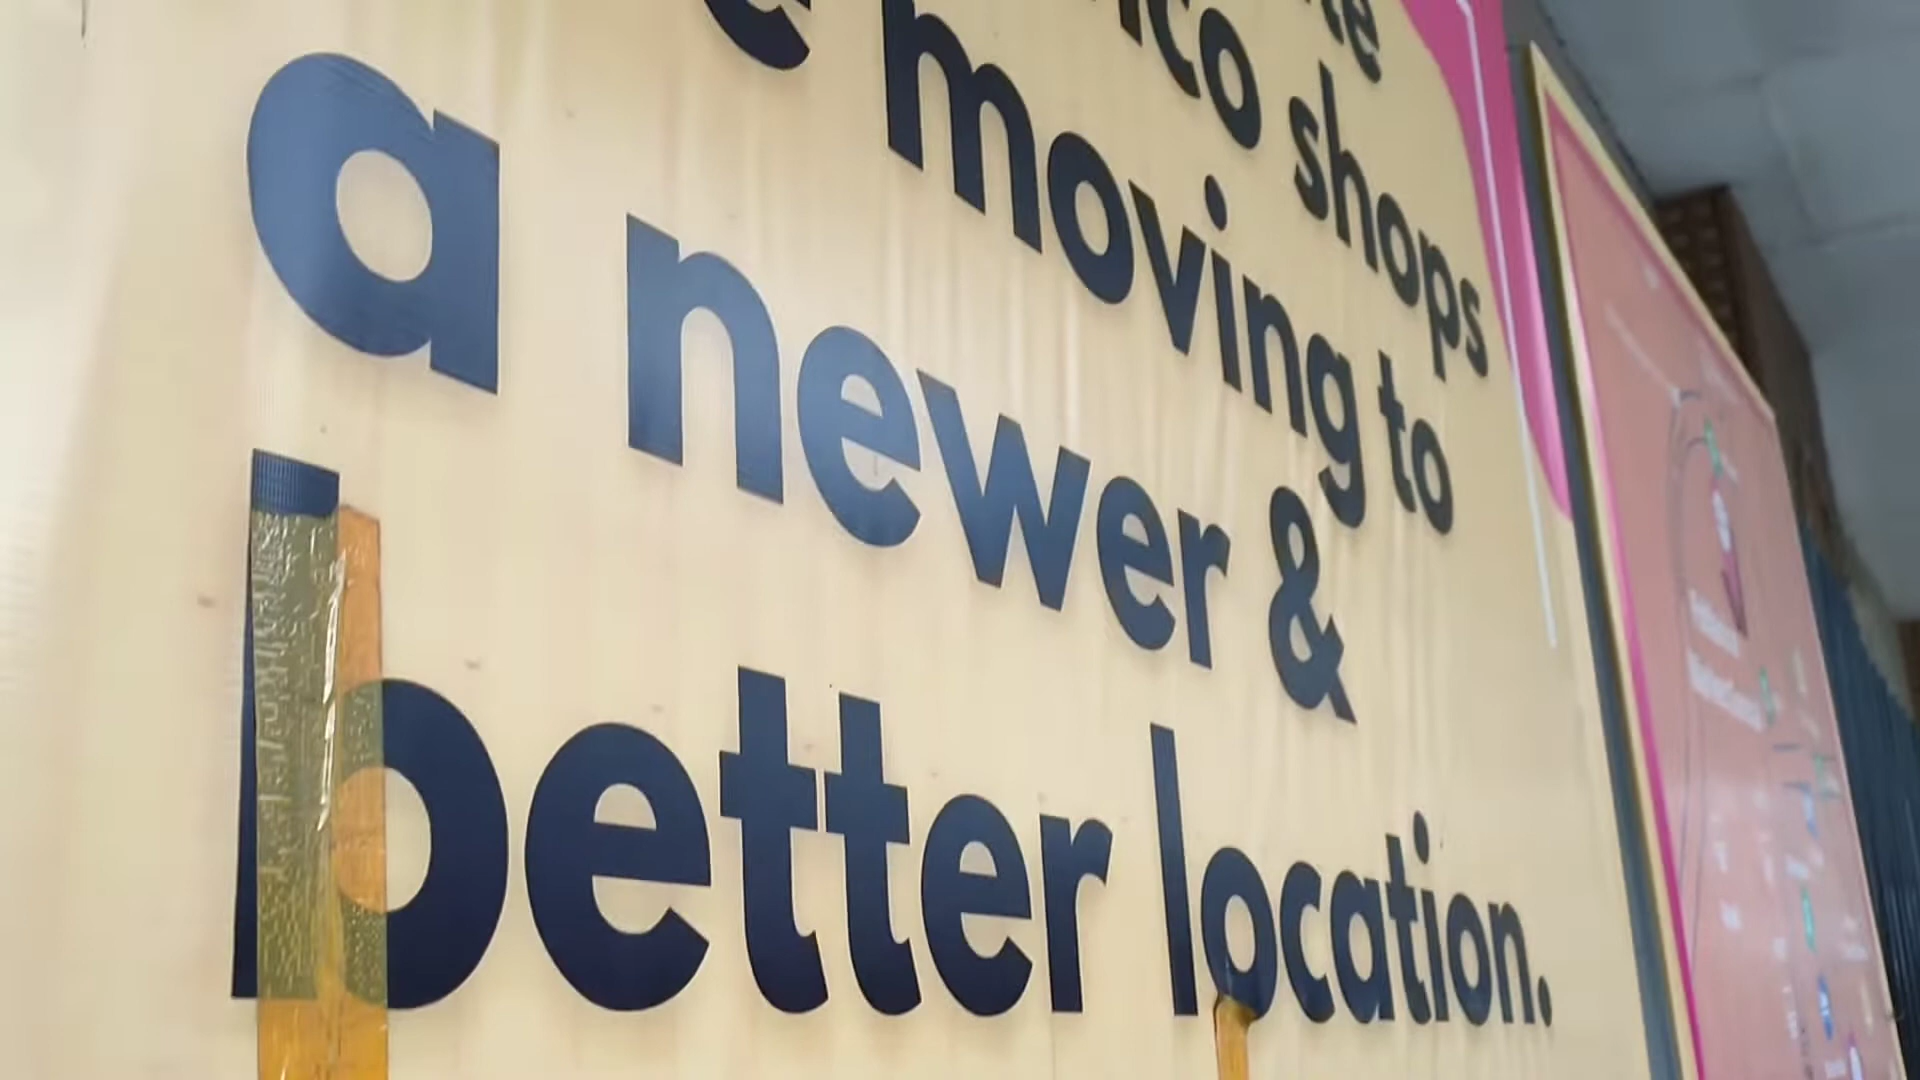 shops
moving to
a newer &
better location.